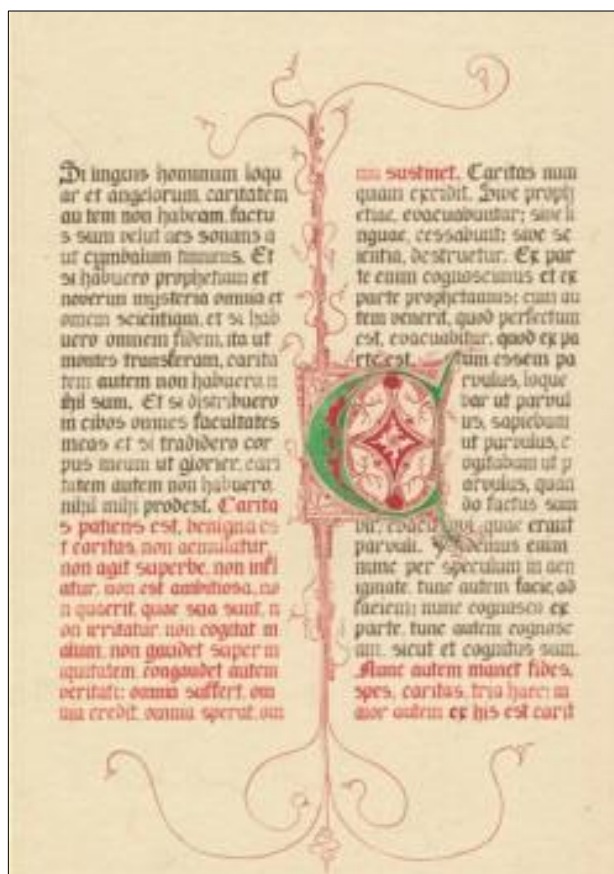 Si linguis hominum loqu
ar et angelorum, caritatem
au tem non habeam, factu
s sum velut aes sonans a
ut cymbalum tinniens. Et
si habuero prophetiam et
noverim mysteria omnia et
omnem scientiam, et si hab
uero omnem fidem, ita ut
montes transferam, carita
tem autem non habuero, n
ihil sum. Et si distribuero
in cibos omnes facultates
meas et si tradidero cor
pus meum ut glorier, cari
tatem autem non habuero,
nihil mihi prodest. Carita
s patiens est, benigna es
t caritas, non aemulatur,
non agit superbe, non infl
atur, non est ambitiosa, no
n quaerit quae sua sunt, n
on irritatur, non cogitat m
alum, non gaudet super in
iquitatem, congaudet autem
veritati; omnia suffert, om
nia credit, omnia sperat, om
nia sustinet. Caritas num
quam excidit. Sive proph
etiae, evacuabuntur; sive li
nguae, cessabunt; sive sc
ientia, destruetur. Ex par
te enim cognoscimus et ex
parte prophetamus; cum au
tem venerit, quod perfectum
est, evacuabitur, quod ex pa
rte est. C um essem pa
rvulus, loque
bar ut parvul
us, sapiebam
ut parvulus, c
ogitabam ut p
arvulus; quan
do factus sum
vir, evacuavi, quae erant
parvuli. Videmus enim
nunc per speculum in aen
igmate, tunc autem facie ad
faciem; nunc cognosco ex
parte, tunc autem cognosc
am, sicut et cognitus sum.
Nunc autem manet fides,
spes, caritas, tria haec; m
aior autem ex his est carit